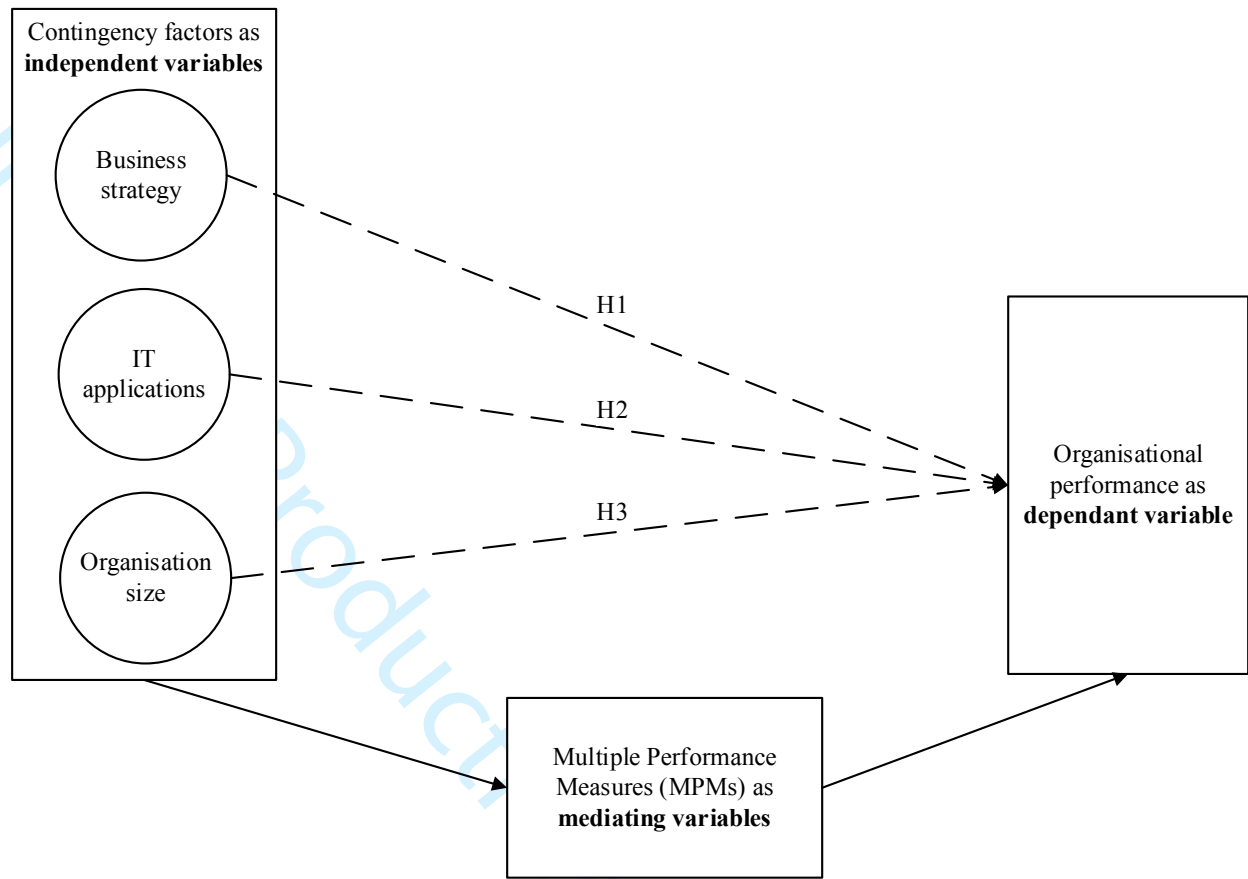 Contingency factors as
independent variables
Business
strategy
IT
applications
Organisation
size
H1
H2
H3
Organisational
performance as
dependant variable
Multiple Performance
Measures (MPMs) as
mediating variables
Product